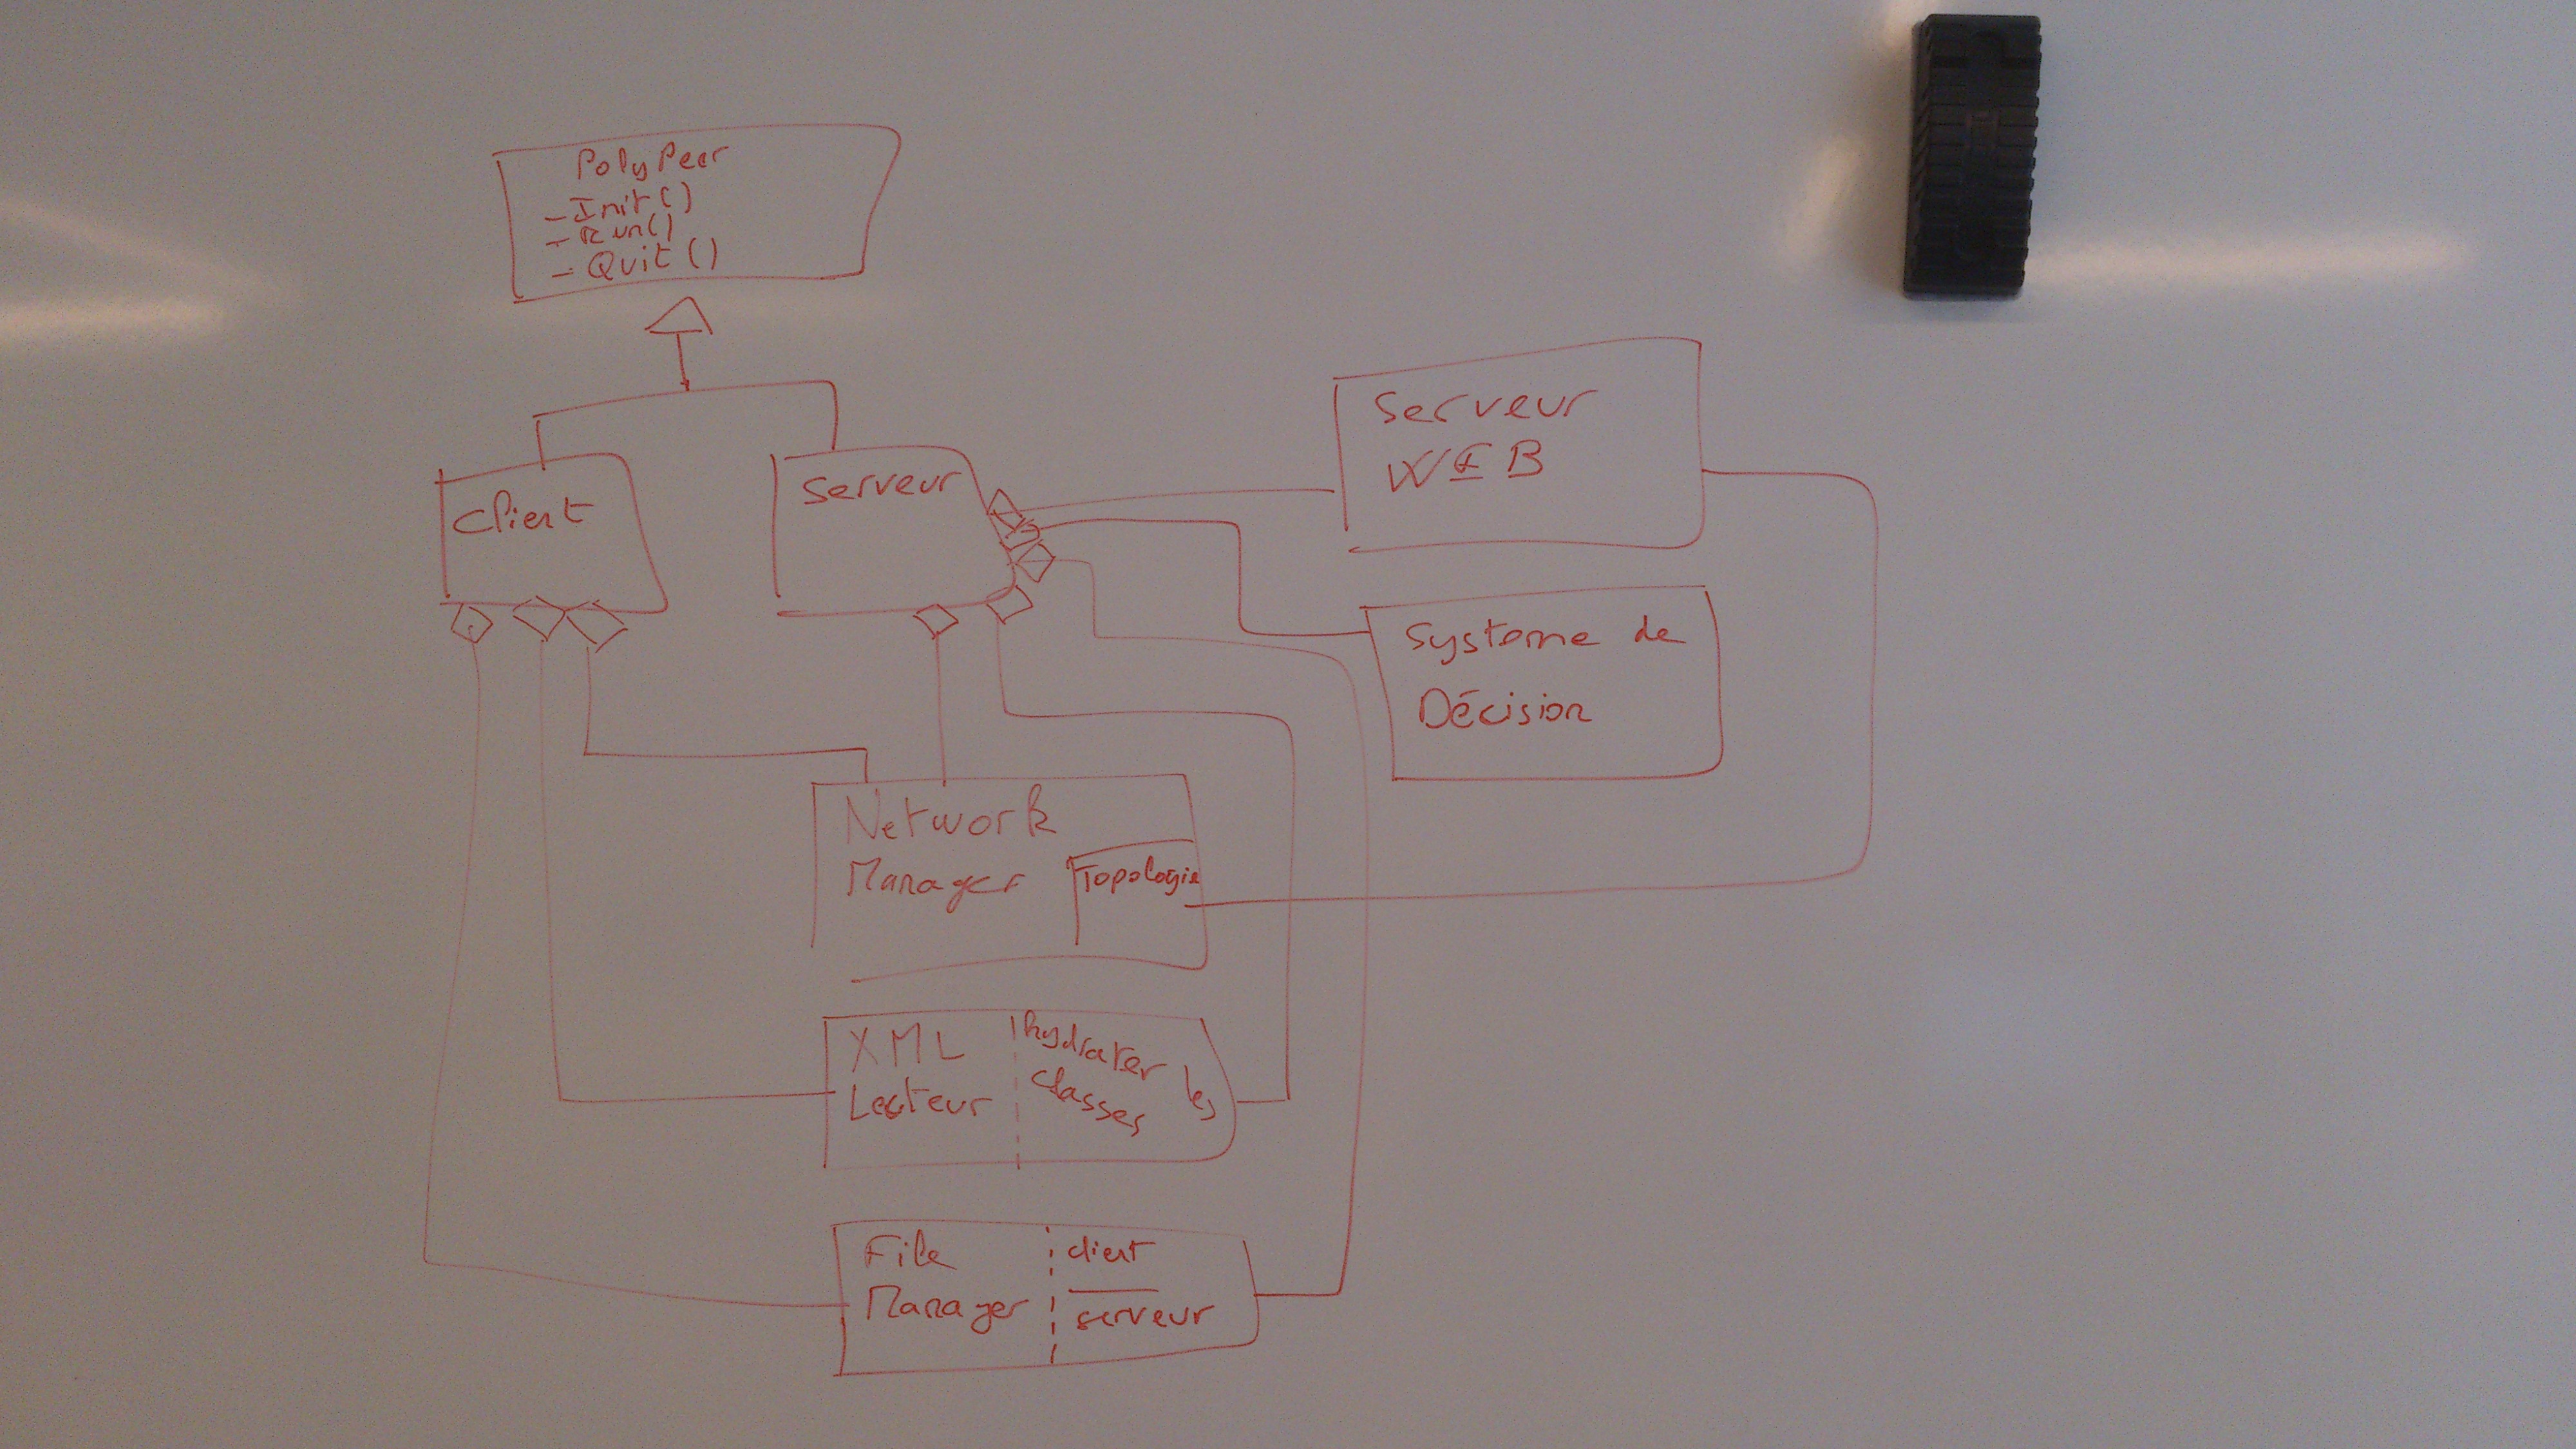 PolyPeer
- Init()
- Run()
- Quit()
Client
Serveur
Serveur
WEB
Systeme de
Décision
Network
Manager
Topologie
XML
Lecteur
hydrater les
classes
File
Manager
client
serveur